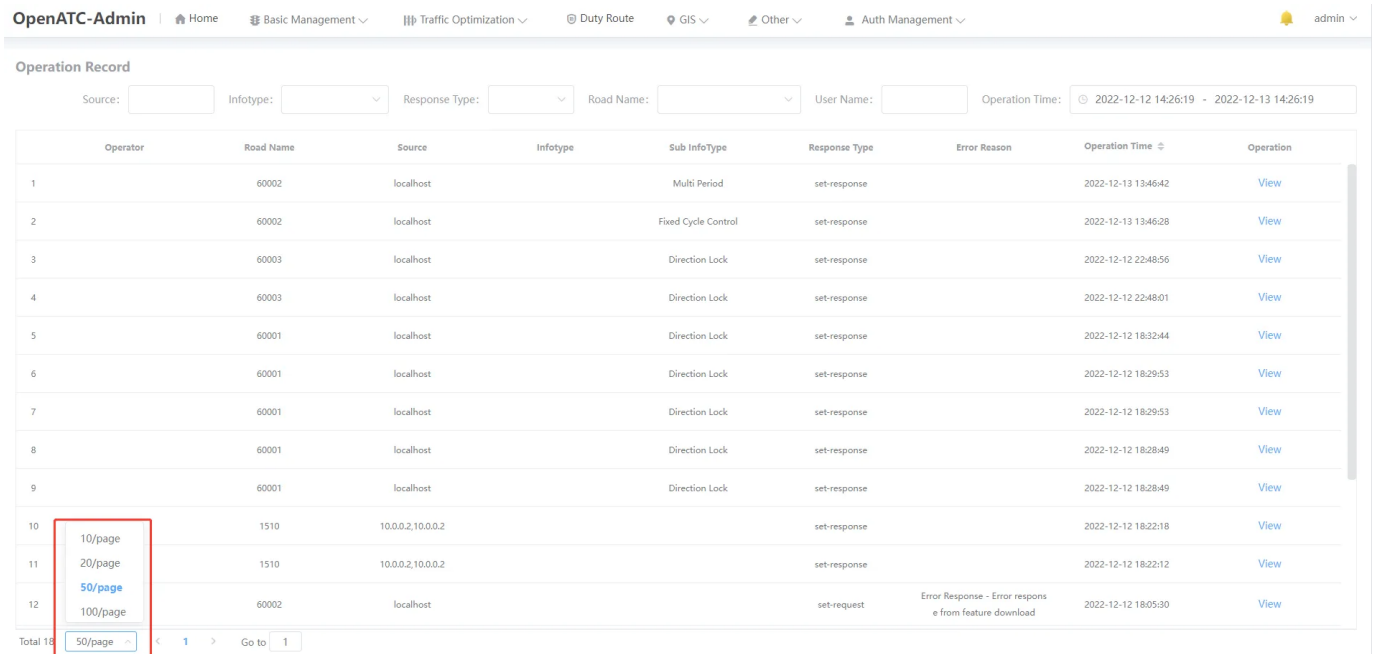 OpenATC-Admin Home Basic Management Traffic Optimization Duty Route GIS Other Auth Management admin
Operation Record
Source: Infotype: Response Type: Road Name: User Name: Operation Time: 2022-12-12 14:26:19 - 2022-12-13 14:26:19
Operator Road Name Source Infotype Sub InfoType Response Type Error Reason Operation Time Operation
1 60002 localhost Multi Period set-response 2022-12-13 13:46:42 View
2 60002 localhost Fixed Cycle Control set-response 2022-12-13 13:46:28 View
3 60003 localhost Direction Lock set-response 2022-12-12 22:48:56 View
4 60003 localhost Direction Lock set-response 2022-12-12 22:48:01 View
5 60001 localhost Direction Lock set-response 2022-12-12 18:32:44 View
6 60001 localhost Direction Lock set-response 2022-12-12 18:29:53 View
7 60001 localhost Direction Lock set-response 2022-12-12 18:29:53 View
8 60001 localhost Direction Lock set-response 2022-12-12 18:28:49 View
9 60001 localhost Direction Lock set-response 2022-12-12 18:28:49 View
10 1510 10.0.0.2,10.0.0.2 set-response 2022-12-12 18:22:18 View
10/page
11 1510 10.0.0.2,10.0.0.2 set-response 2022-12-12 18:22:12 View
20/page
50/page
12 60002 localhost set-request Error Response - Error respons 2022-12-12 18:05:30 View
e from feature download
100/page
Total 18 50/page < 1 > Go to 1